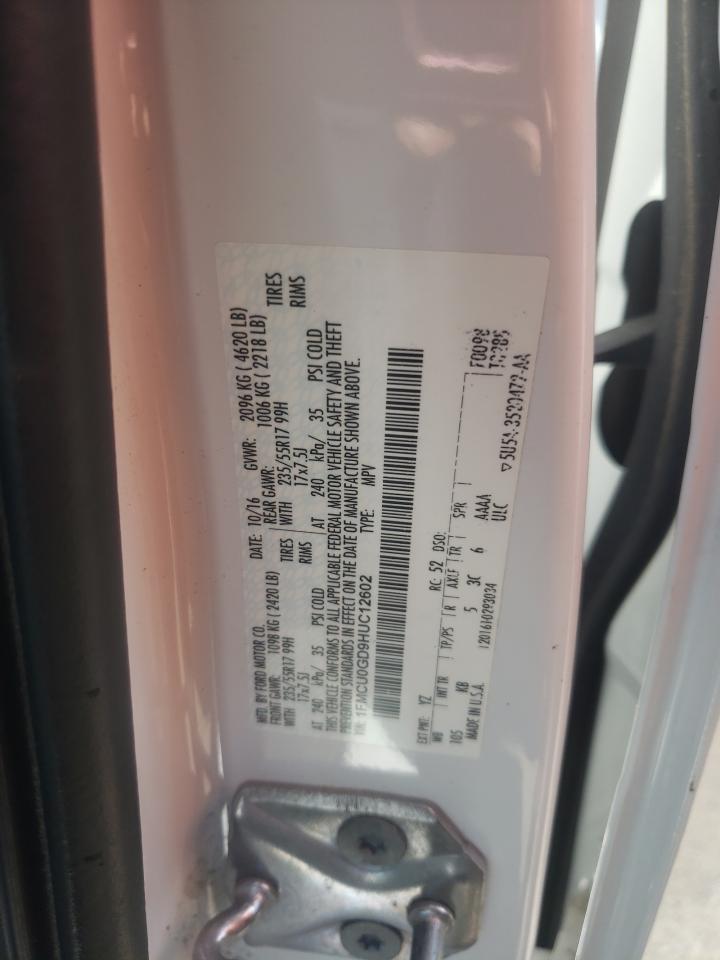 MFD. BY FORD MOTOR CO. DATE: 10/16 GVWR: 2096 KG ( 4620 LB)
FRONT GAWR: 1098 KG (2420 LB) REAR GAWR: 1006 KG ( 2218 LB)
WITH 235/55R17 99H TIRES WITH 235/55R17 99H TIRES
17x7.5J RIMS 17x7.5J RIMS
AT 240 kPa/ 35 PSI COLD AT 240 kPa/ 35 PSI COLD
THIS VEHICLE CONFORMS TO ALL APPLICABLE FEDERAL MOTOR VEHICLE SAFETY AND THEFT
PREVENTION STANDARDS IN EFFECT ON THE DATE OF MANUFACTURE SHOWN ABOVE.
VIN: 1FMCU0GD9HUC12602 TYPE: MPV
EXT PNT: YZ RC: 52 DSO:
WB INT TR TP/PS R AXLE TR SPR
105 KB 5 3C 6 AAAA
MADE IN U.S.A. ULC